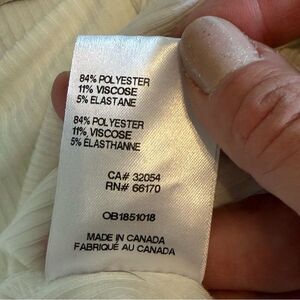 84% POLYESTER
11% VISCOSE
5% ELASTANE
84% POLYESTER
11% VISCOSE
5% ÉLASTHANNE
CA# 32054
RN# 66170
OB1851018
MADE IN CANADA
FABRIQUÉ AU CANADA